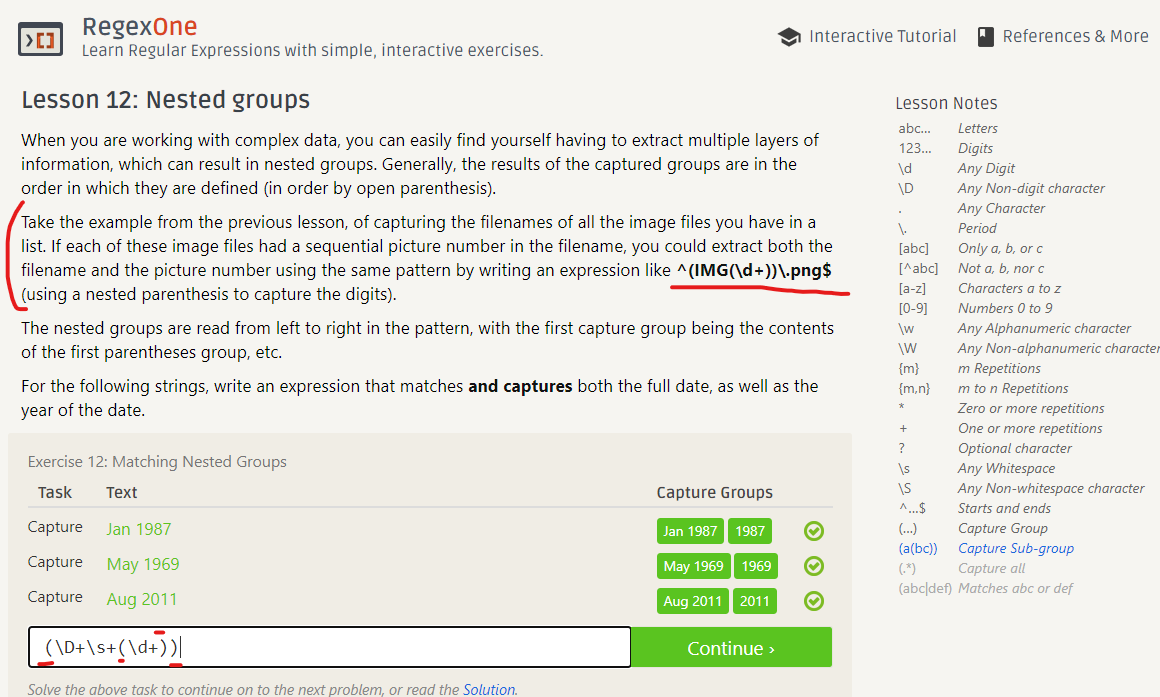 RegexOne
Learn Regular Expressions with simple, interactive exercises.
Interactive Tutorial
References & More
Lesson 12: Nested groups
When you are working with complex data, you can easily find yourself having to extract multiple layers of
information, which can result in nested groups. Generally, the results of the captured groups are in the
order in which they are defined (in order by open parenthesis).
Take the example from the previous lesson, of capturing the filenames of all the image files you have in a
list. If each of these image files had a sequential picture number in the filename, you could extract both the
filename and the picture number using the same pattern by writing an expression like ^(IMG(\d+))\.png$
(using a nested parenthesis to capture the digits).
The nested groups are read from left to right in the pattern, with the first capture group being the contents
of the first parentheses group, etc.
For the following strings, write an expression that matches and captures both the full date, as well as the
year of the date.
Exercise 12: Matching Nested Groups
Task Text Capture Groups
Capture Jan 1987 Jan 1987 1987
Capture May 1969 May 1969 1969
Capture Aug 2011 Aug 2011 2011
(\D+\s+(\d+))
Continue ›
Solve the above task to continue on to the next problem, or read the Solution.
Lesson Notes
abc... Letters
123... Digits
\d Any Digit
\D Any Non-digit character
. Any Character
\. Period
[abc] Only a, b, or c
[^abc] Not a, b, nor c
[a-z] Characters a to z
[0-9] Numbers 0 to 9
\w Any Alphanumeric character
\W Any Non-alphanumeric character
{m} m Repetitions
{m,n} m to n Repetitions
* Zero or more repetitions
+ One or more repetitions
? Optional character
\s Any Whitespace
\S Any Non-whitespace character
^...$ Starts and ends
(...) Capture Group
(a(bc)) Capture Sub-group
(.*) Capture all
(abc|def) Matches abc or def